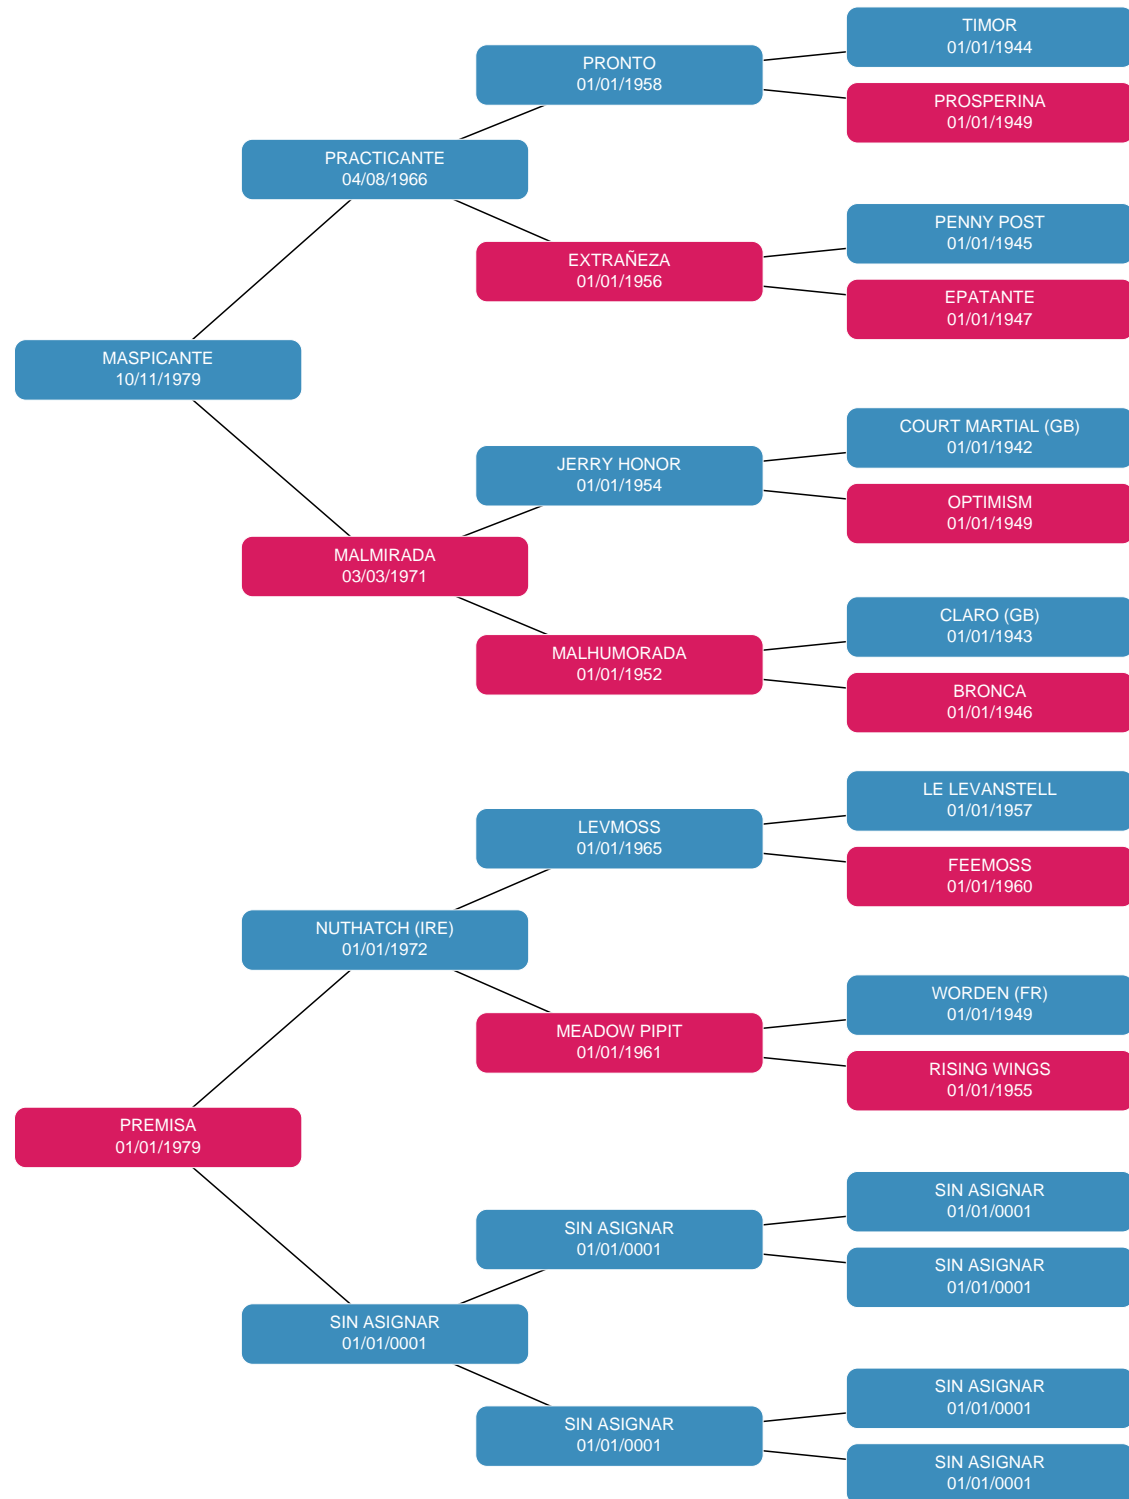 TIMOR
01/01/1944
PRONTO
01/01/1958
PROSPERINA
01/01/1949
PRACTICANTE
04/08/1966
PENNY POST
01/01/1945
EXTRAÑEZA
01/01/1956
EPATANTE
01/01/1947
MASPICANTE
10/11/1979
COURT MARTIAL (GB)
01/01/1942
JERRY HONOR
01/01/1954
OPTIMISM
01/01/1949
MALMIRADA
03/03/1971
CLARO (GB)
01/01/1943
MALHUMORADA
01/01/1952
BRONCA
01/01/1946
LE LEVANSTELL
01/01/1957
LEVMOSS
01/01/1965
FEEMOSS
01/01/1960
NUTHATCH (IRE)
01/01/1972
WORDEN (FR)
01/01/1949
MEADOW PIPIT
01/01/1961
RISING WINGS
01/01/1955
PREMISA
01/01/1979
SIN ASIGNAR
01/01/0001
SIN ASIGNAR
01/01/0001
SIN ASIGNAR
01/01/0001
SIN ASIGNAR
01/01/0001
SIN ASIGNAR
01/01/0001
SIN ASIGNAR
01/01/0001
SIN ASIGNAR
01/01/0001